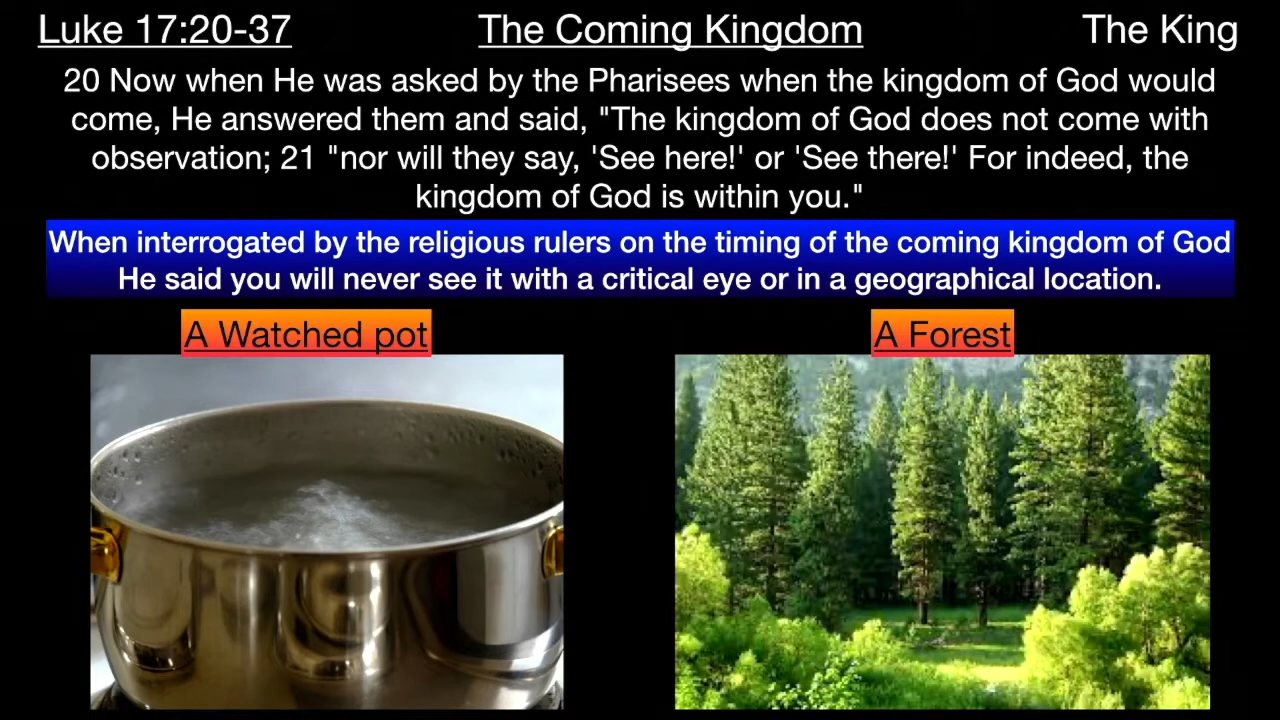 Luke 17:20-37 The Coming Kingdom The King
20 Now when He was asked by the Pharisees when the kingdom of God would
come, He answered them and said, "The kingdom of God does not come with
observation; 21 "nor will they say, 'See here!' or 'See there!' For indeed, the
kingdom of God is within you."
When interrogated by the religious rulers on the timing of the coming kingdom of God
He said you will never see it with a critical eye or in a geographical location.
A Watched pot A Forest